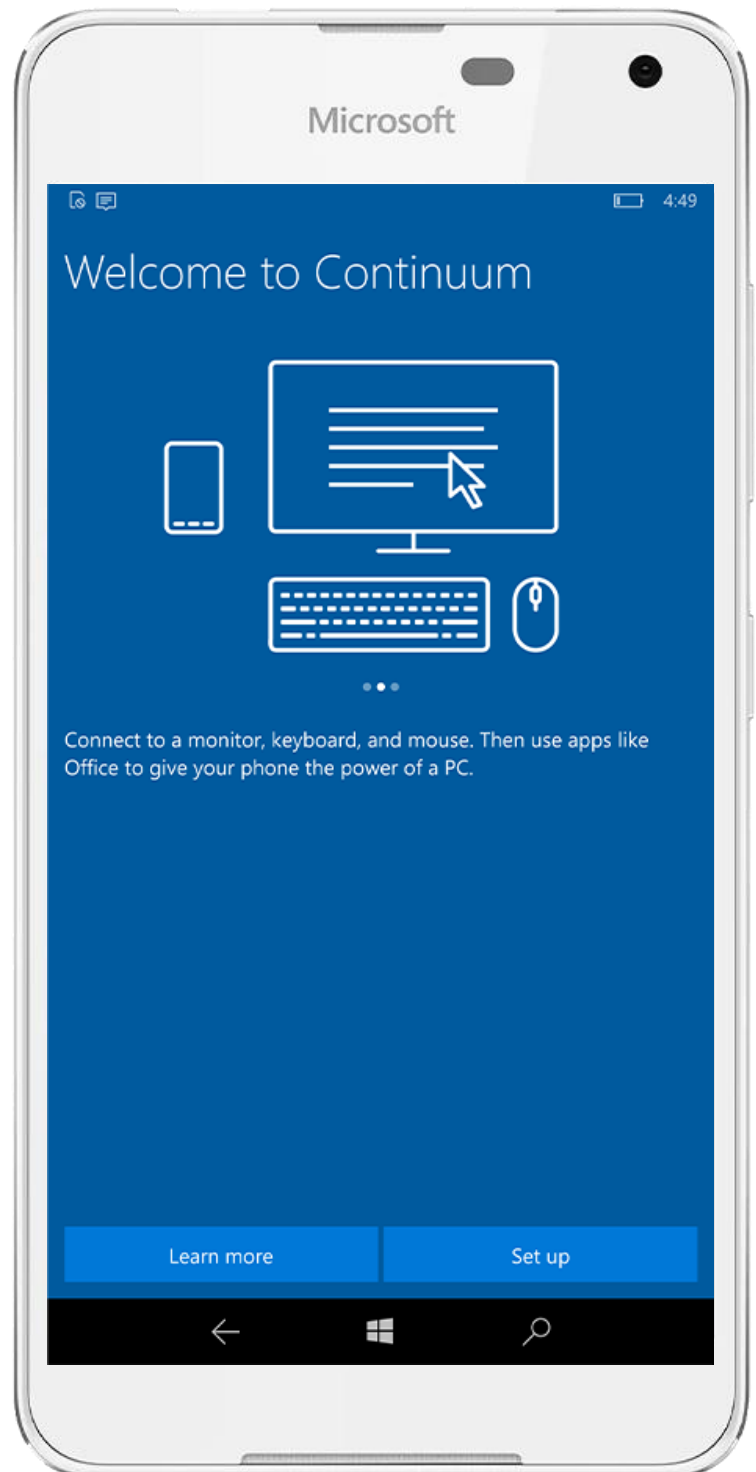 Microsoft
4:49
Welcome to Continuum
Connect to a monitor, keyboard, and mouse. Then use apps like
Office to give your phone the power of a PC.
Learn more
Set up